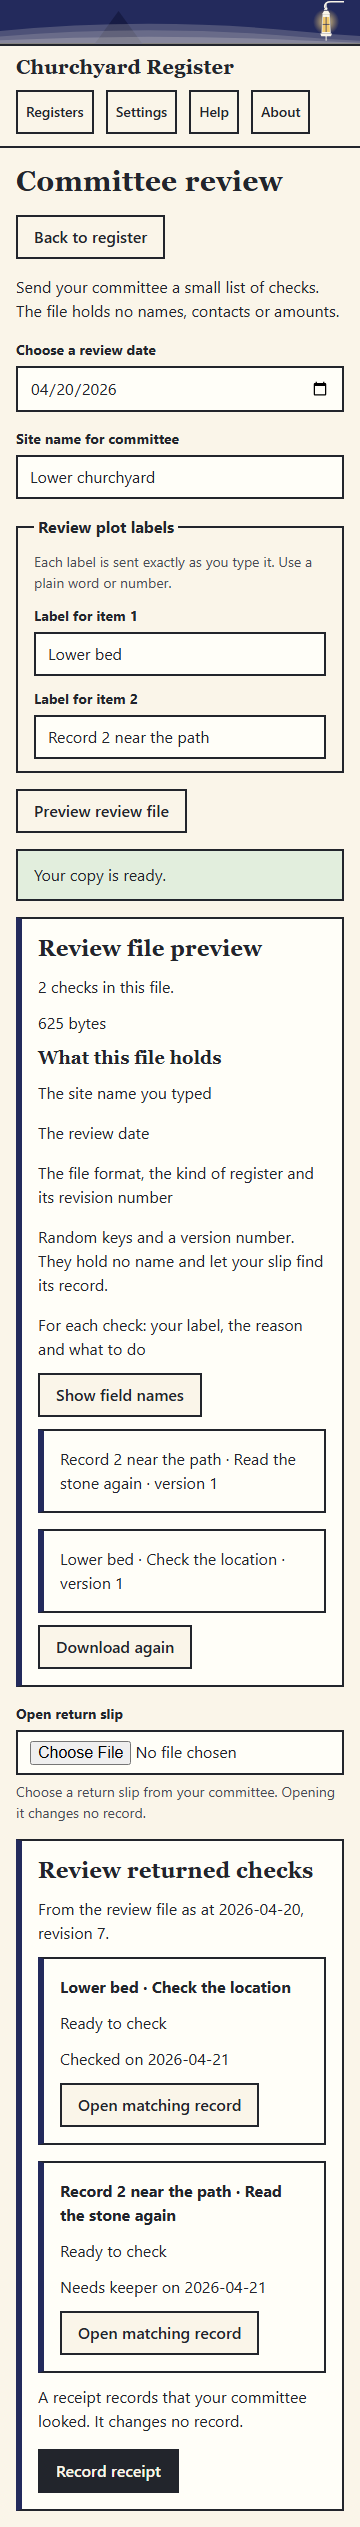 Churchyard Register
Registers
Settings
Help
About
Committee review
Back to register
Send your committee a small list of checks.
The file holds no names, contacts or amounts.
Choose a review date
04/20/2026
Site name for committee
Lower churchyard
Review plot labels
Each label is sent exactly as you type it. Use a
plain word or number.
Label for item 1
Lower bed
Label for item 2
Record 2 near the path
Preview review file
Your copy is ready.
Review file preview
2 checks in this file.
625 bytes
What this file holds
The site name you typed
The review date
The file format, the kind of register and
its revision number
Random keys and a version number.
They hold no name and let your slip find
its record.
For each check: your label, the reason
and what to do
Show field names
Record 2 near the path · Read the
stone again · version 1
Lower bed · Check the location ·
version 1
Download again
Open return slip
Choose File No file chosen
Choose a return slip from your committee. Opening
it changes no record.
Review returned checks
From the review file as at 2026-04-20,
revision 7.
Lower bed · Check the location
Ready to check
Checked on 2026-04-21
Open matching record
Record 2 near the path · Read
the stone again
Ready to check
Needs keeper on 2026-04-21
Open matching record
A receipt records that your committee
looked. It changes no record.
Record receipt